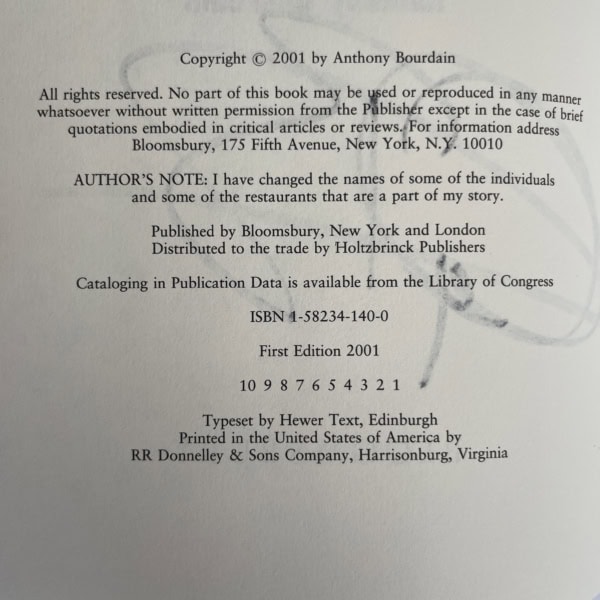 Copyright © 2001 by Anthony Bourdain
All rights reserved. No part of this book may be used or reproduced in any manner
whatsoever without written permission from the Publisher except in the case of brief
quotations embodied in critical articles or reviews. For information address
Bloomsbury, 175 Fifth Avenue, New York, N.Y. 10010
AUTHOR'S NOTE: I have changed the names of some of the individuals
and some of the restaurants that are a part of my story.
Published by Bloomsbury, New York and London
Distributed to the trade by Holtzbrinck Publishers
Cataloging in Publication Data is available from the Library of Congress
ISBN 1-58234-140-0
First Edition 2001
10 9 8 7 6 5 4 3 2 1
Typeset by Hewer Text, Edinburgh
Printed in the United States of America by
RR Donnelley & Sons Company, Harrisonburg, Virginia